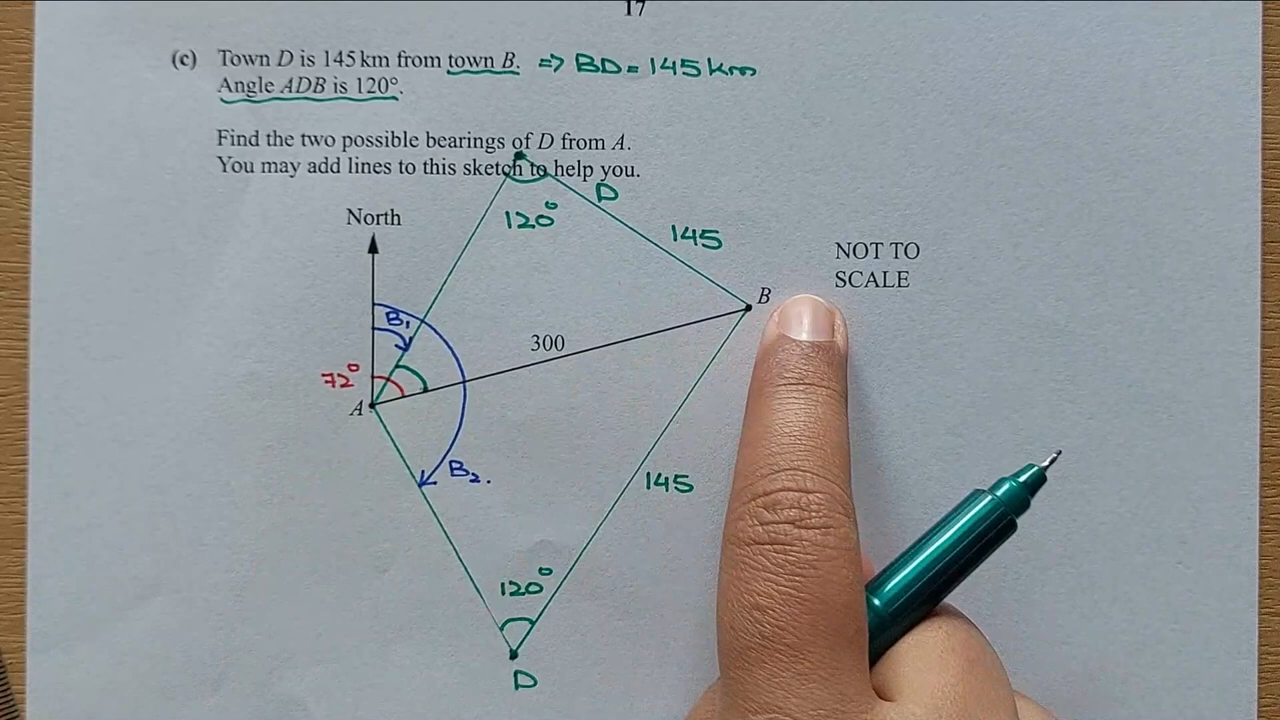 17
(c) Town D is 145 km from town B. => BD = 145 km
Angle ADB is 120°.
Find the two possible bearings of D from A.
You may add lines to this sketch to help you.
D
North
120°
145
NOT TO
SCALE
B
B₁
300
72°
A
B₂.
145
120°
D